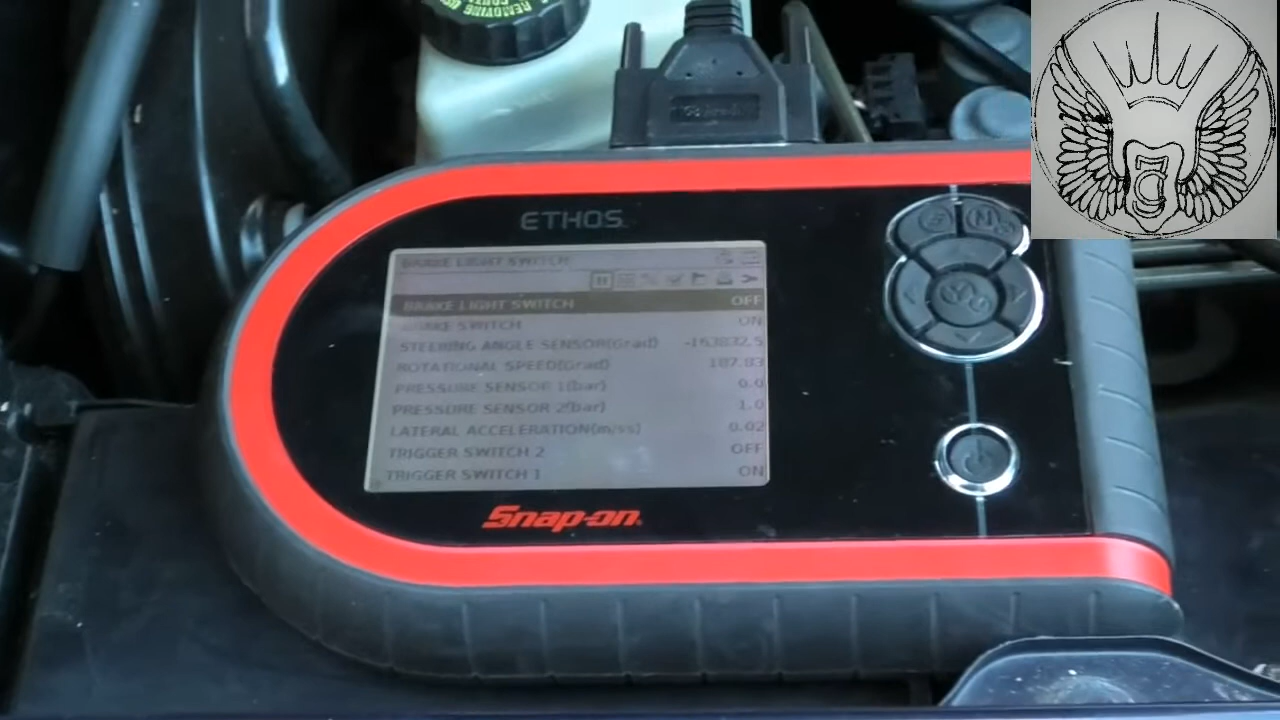 REMOVING
ETHOS
BRAKE LIGHT SWITCH
BRAKE LIGHT SWITCH OFF
BRAKE SWITCH ON
STEERING ANGLE SENSOR(Grad) -163832.5
ROTATIONAL SPEED(Grad) 187.83
PRESSURE SENSOR 1(bar) 0.0
PRESSURE SENSOR 2(bar) 1.0
LATERAL ACCELERATION(m/ss) 0.02
TRIGGER SWITCH 2 OFF
TRIGGER SWITCH 1 ON
Snap-on